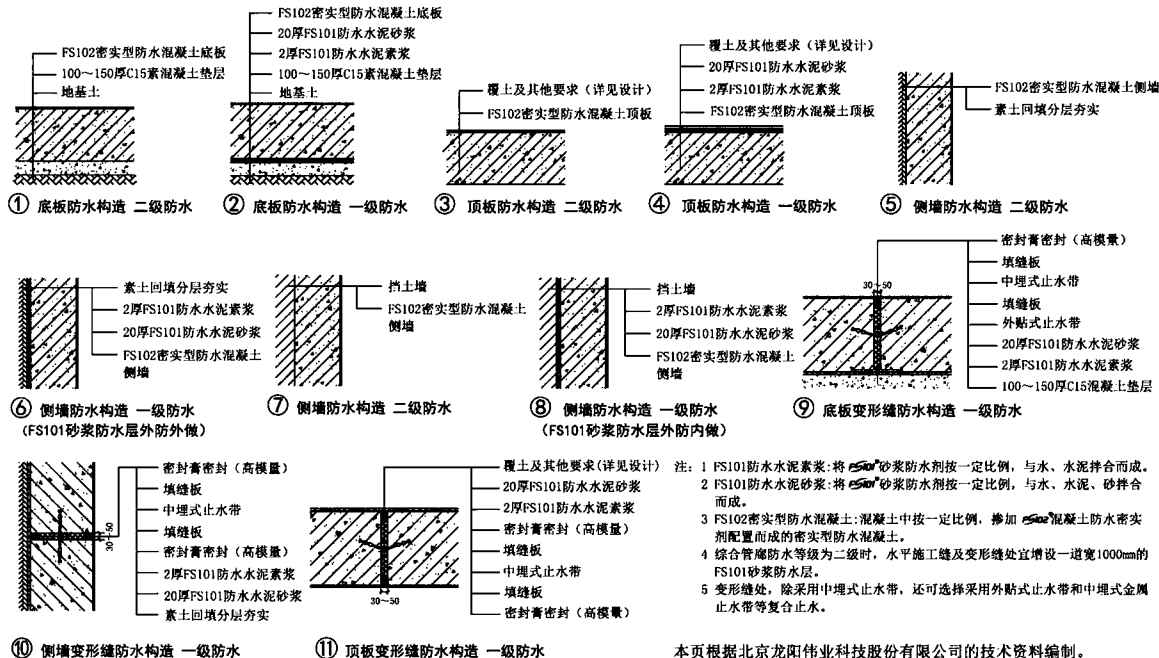 FS102密实型防水混凝土底板
100～150厚C15素混凝土垫层
地基土
① 底板防水构造 二级防水
FS102密实型防水混凝土底板
20厚FS101防水水泥砂浆
2厚FS101防水水泥素浆
100～150厚C15素混凝土垫层
地基土
② 底板防水构造 一级防水
覆土及其他要求（详见设计）
FS102密实型防水混凝土顶板
③ 顶板防水构造 二级防水
覆土及其他要求（详见设计）
20厚FS101防水水泥砂浆
2厚FS101防水水泥素浆
FS102密实型防水混凝土顶板
④ 顶板防水构造 一级防水
FS102密实型防水混凝土侧墙
素土回填分层夯实
⑤ 侧墙防水构造 二级防水
素土回填分层夯实
2厚FS101防水水泥素浆
20厚FS101防水水泥砂浆
FS102密实型防水混凝土
侧墙
⑥ 侧墙防水构造 一级防水
(FS101砂浆防水层外防外做)
挡土墙
FS102密实型防水混凝土
侧墙
⑦ 侧墙防水构造 二级防水
挡土墙
2厚FS101防水水泥素浆
20厚FS101防水水泥砂浆
FS102密实型防水混凝土
侧墙
⑧ 侧墙防水构造 一级防水
(FS101砂浆防水层外防内做)
密封膏密封（高模量）
填缝板
中埋式止水带
填缝板
外贴式止水带
20厚FS101防水水泥砂浆
2厚FS101防水水泥素浆
100～150厚C15混凝土垫层
30～50
⑨ 底板变形缝防水构造 一级防水
密封膏密封（高模量）
填缝板
中埋式止水带
填缝板
密封膏密封（高模量）
2厚FS101防水水泥素浆
20厚FS101防水水泥砂浆
素土回填分层夯实
30～50
⑩ 侧墙变形缝防水构造 一级防水
覆土及其他要求(详见设计)
20厚FS101防水水泥砂浆
2厚FS101防水水泥素浆
密封膏密封（高模量）
填缝板
中埋式止水带
填缝板
密封膏密封（高模量）
30～50
⑪ 顶板变形缝防水构造 一级防水
注：1 FS101防水水泥素浆:将FS101®砂浆防水剂按一定比例，与水、水泥拌合而成。
2 FS101防水水泥砂浆:将FS101®砂浆防水剂按一定比例，与水、水泥、砂拌合
而成。
3 FS102密实型防水混凝土:混凝土中按一定比例，掺加FS102®混凝土防水密实
剂配置而成的密实型防水混凝土。
4 综合管廊防水等级为二级时，水平施工缝及变形缝处宜增设一道宽1000mm的
FS101砂浆防水层。
5 变形缝处，除采用中埋式止水带，还可选择采用外贴式止水带和中埋式金属
止水带等复合止水。
本页根据北京龙阳伟业科技股份有限公司的技术资料编制。